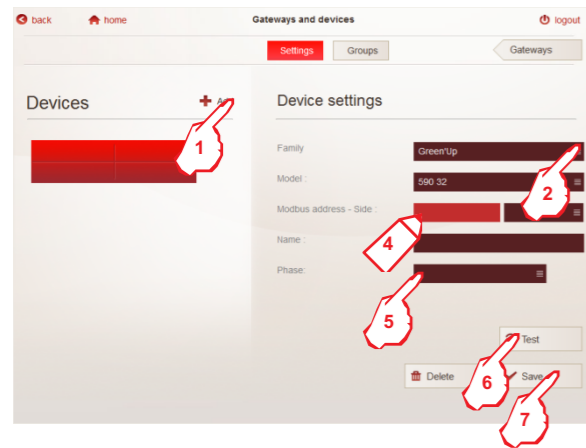 back home Gateways and devices logout
Settings Groups Gateways
Devices
Device settings
1
Family
Green'Up
2
Model :
590 32
Modbus address - Side :
4
Name :
Phase:
5
Test
6
Delete
Save
7